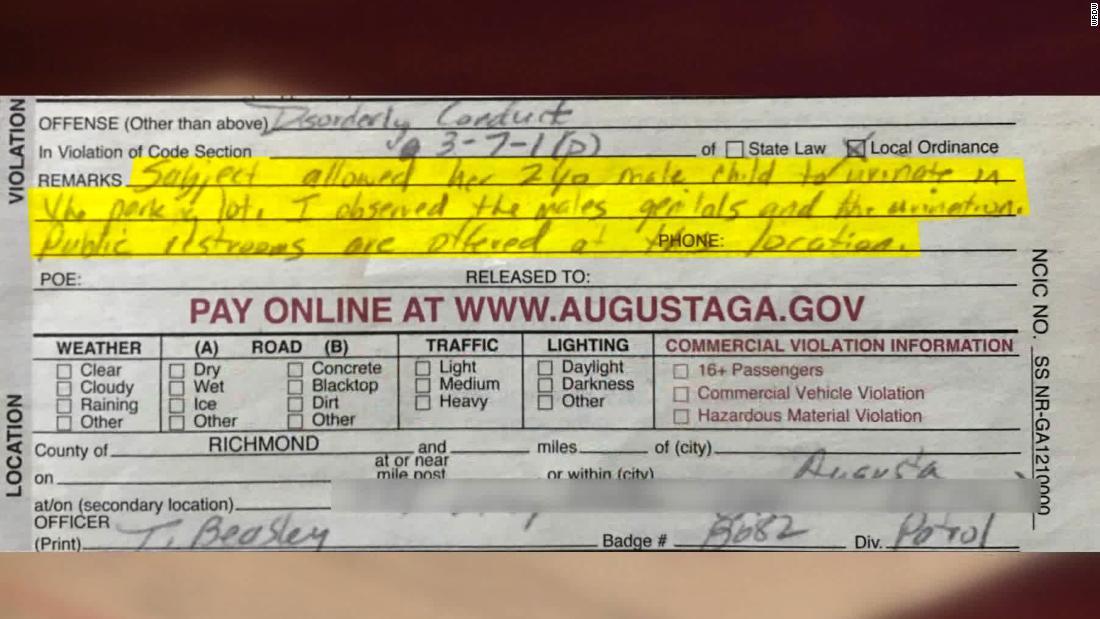 WRDW
VIOLATION
OFFENSE (Other than above) Disorderly Conduct
In Violation of Code Section 3-7-1(p) of State Law Local Ordinance
REMARKS Subject allowed her 2 yo male child to urinate in
the park lot. I observed the males genitals and the urination.
Public restrooms are offered at PHONE: location.
POE: RELEASED TO:
PAY ONLINE AT WWW.AUGUSTAGA.GOV
WEATHER (A) ROAD (B) TRAFFIC LIGHTING COMMERCIAL VIOLATION INFORMATION
Clear Dry Concrete Light Daylight 16+ Passengers
Cloudy Wet Blacktop Medium Darkness Commercial Vehicle Violation
Raining Ice Dirt Heavy Other Hazardous Material Violation
Other Other Other
LOCATION
County of RICHMOND and miles of (city)
at or near
on mile post or within (city) Augusta
at/on (secondary location)
OFFICER
(Print) T. Beasley Badge # B682 Div. Patrol
NCIC NO. SS NR-GA1210000